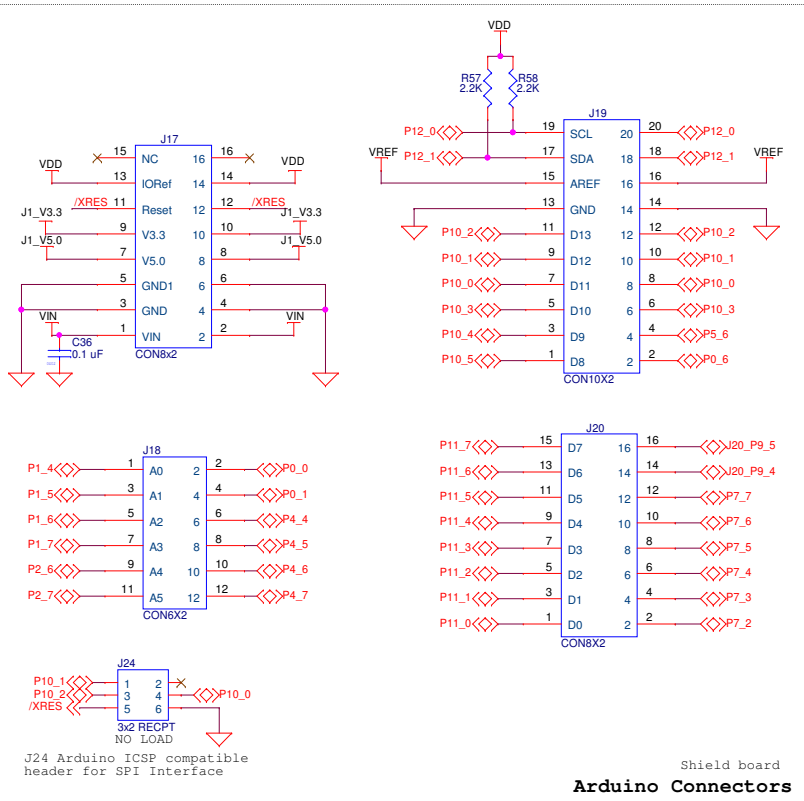 VDD
R57 R58
2.2K 2.2K
J17
15 NC 16 16
VDD 13 IORef 14 14 VDD
/XRES 11 Reset 12 12 /XRES
J1_V3.3 9 V3.3 10 10 J1_V3.3
J1_V5.0 7 V5.0 8 8 J1_V5.0
5 GND1 6 6
3 GND 4 4
VIN 1 VIN 2 2 VIN
C36
0.1 uF
CON8x2
J19
P12_0 19 SCL 20 20 P12_0
P12_1 17 SDA 18 18 P12_1
VREF 15 AREF 16 16 VREF
13 GND 14 14
P10_2 11 D13 12 12 P10_2
P10_1 9 D12 10 10 P10_1
P10_0 7 D11 8 8 P10_0
P10_3 5 D10 6 6 P10_3
P10_4 3 D9 4 4 P5_6
P10_5 1 D8 2 2 P0_6
CON10X2
J18
P1_4 1 A0 2 2 P0_0
P1_5 3 A1 4 4 P0_1
P1_6 5 A2 6 6 P4_4
P1_7 7 A3 8 8 P4_5
P2_6 9 A4 10 10 P4_6
P2_7 11 A5 12 12 P4_7
CON6X2
J20
P11_7 15 D7 16 16 J20_P9_5
P11_6 13 D6 14 14 J20_P9_4
P11_5 11 D5 12 12 P7_7
P11_4 9 D4 10 10 P7_6
P11_3 7 D3 8 8 P7_5
P11_2 5 D2 6 6 P7_4
P11_1 3 D1 4 4 P7_3
P11_0 1 D0 2 2 P7_2
CON8X2
J24
P10_1 1 2
P10_2 3 4 P10_0
/XRES 5 6
3x2 RECPT
NO LOAD
J24 Arduino ICSP compatible
header for SPI Interface
Shield board
Arduino Connectors